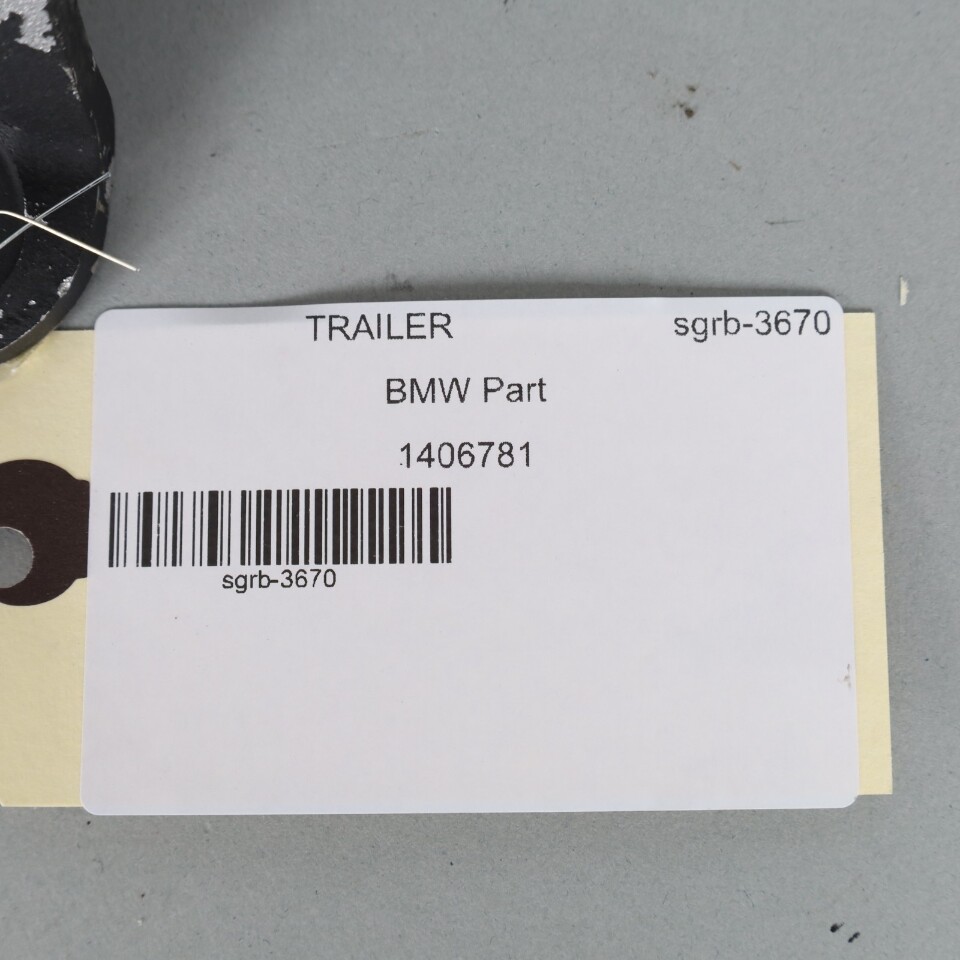 TRAILER sgrb-3670
BMW Part
1406781
sgrb-3670